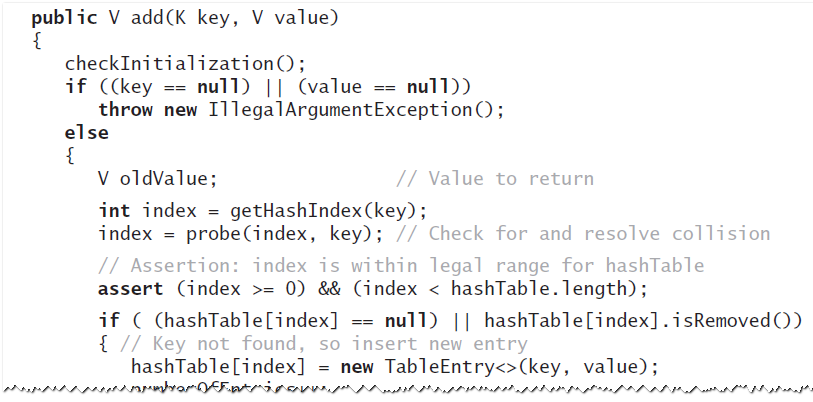 public V add(K key, V value)
{
   checkInitialization();
   if ((key == null) || (value == null))
      throw new IllegalArgumentException();
   else
   {
      V oldValue;                // Value to return
      int index = getHashIndex(key);
      index = probe(index, key); // Check for and resolve collision
      // Assertion: index is within legal range for hashTable
      assert (index >= 0) && (index < hashTable.length);
      if ( (hashTable[index] == null) || hashTable[index].isRemoved())
      { // Key not found, so insert new entry
         hashTable[index] = new TableEntry<>(key, value);